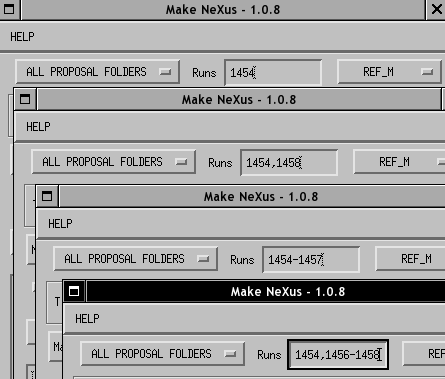 Make NeXus - 1.0.8
HELP
ALL PROPOSAL FOLDERS Runs 1454 REF_M
Make NeXus - 1.0.8
HELP
ALL PROPOSAL FOLDERS Runs 1454,1458 REF_M
Make NeXus - 1.0.8
HELP
ALL PROPOSAL FOLDERS Runs 1454-1457 REF_M
Make NeXus - 1.0.8
T
HELP
Ma
ALL PROPOSAL FOLDERS Runs 1454,1456-1458 REF